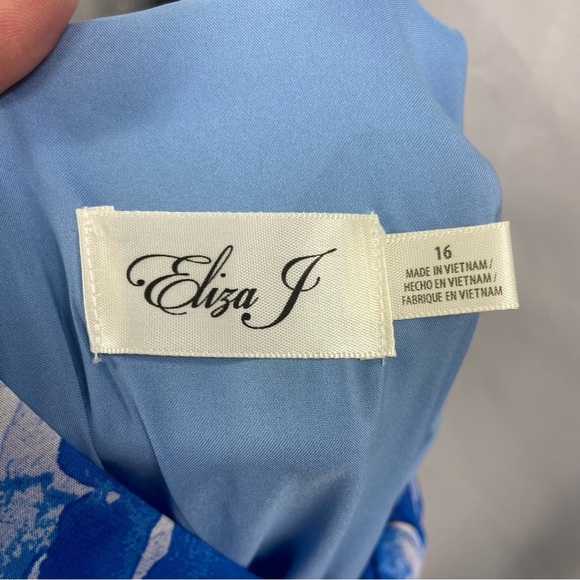 Eliza J
16
MADE IN VIETNAM/
HECHO EN VIETNAM/
FABRIQUE EN VIETNAM